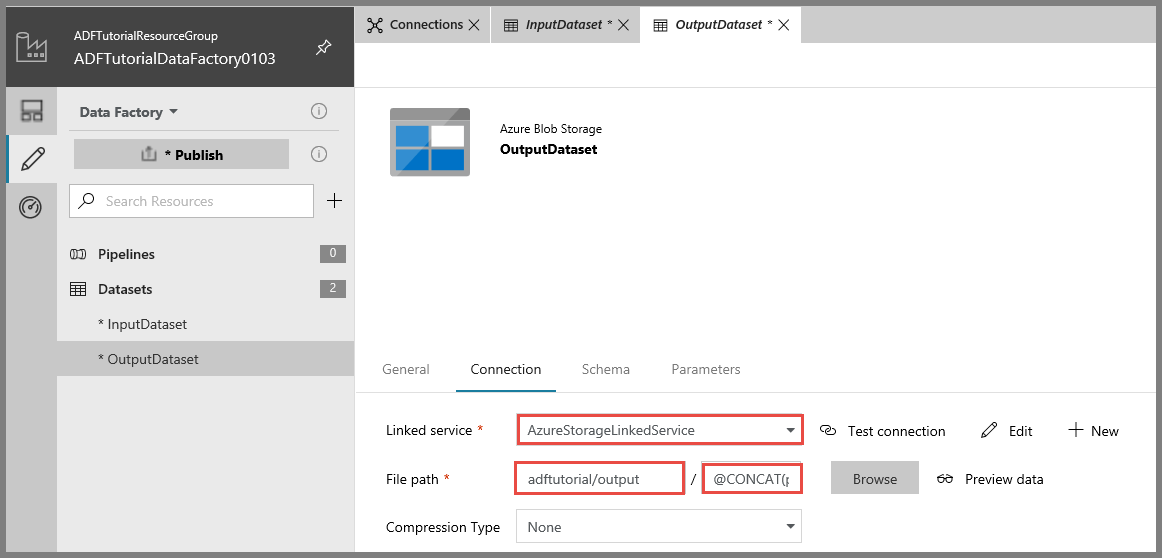 ADFTutorialResourceGroup
ADFTutorialDataFactory0103
Connections
InputDataset *
OutputDataset *
Data Factory
* Publish
Search Resources
Pipelines 0
Datasets 2
* InputDataset
* OutputDataset
Azure Blob Storage
OutputDataset
General Connection Schema Parameters
Linked service * AzureStorageLinkedService Test connection Edit New
File path * adftutorial/output / @CONCAT(p Browse Preview data
Compression Type None